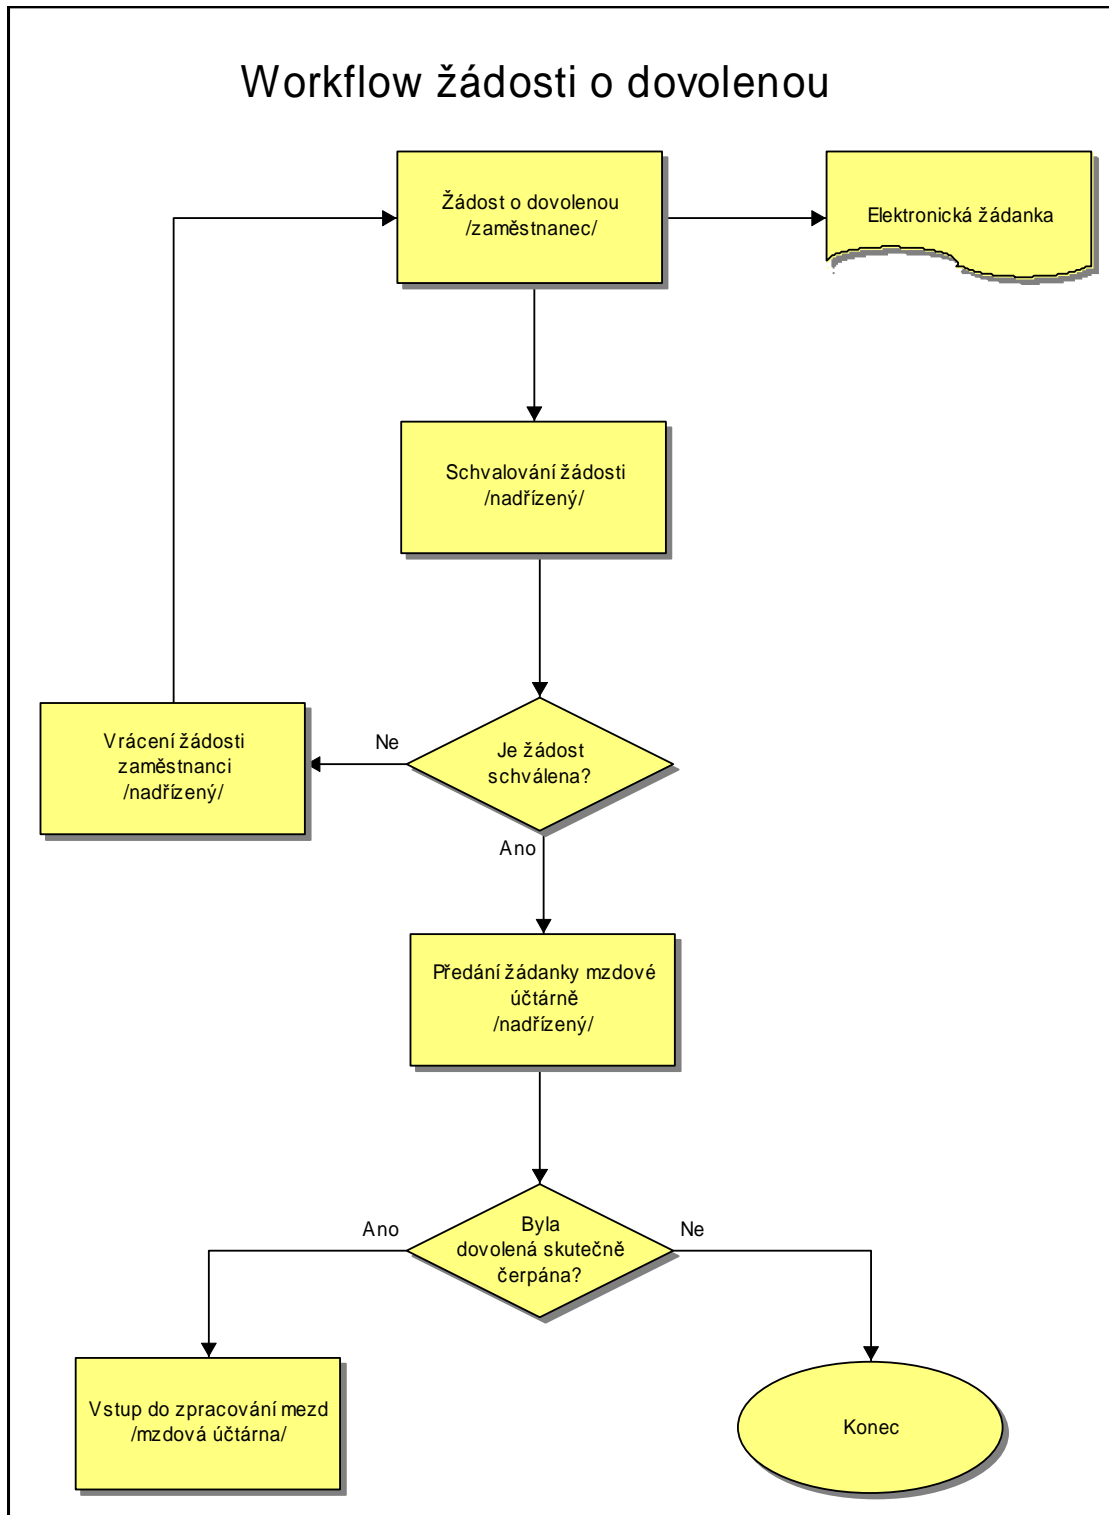 Workflow žádosti o dovolenou
Žádost o dovolenou
/zaměstnanec/
Elektronická žádanka
Schvalování žádosti
/nadřízený/
Vrácení žádosti
zaměstnanci
/nadřízený/
Ne
Je žádost
schválena?
Ano
Předání žádanky mzdové
účtárně
/nadřízený/
Ano
Byla
dovolená skutečně
čerpána?
Ne
Vstup do zpracování mezd
/mzdová účtárna/
Konec